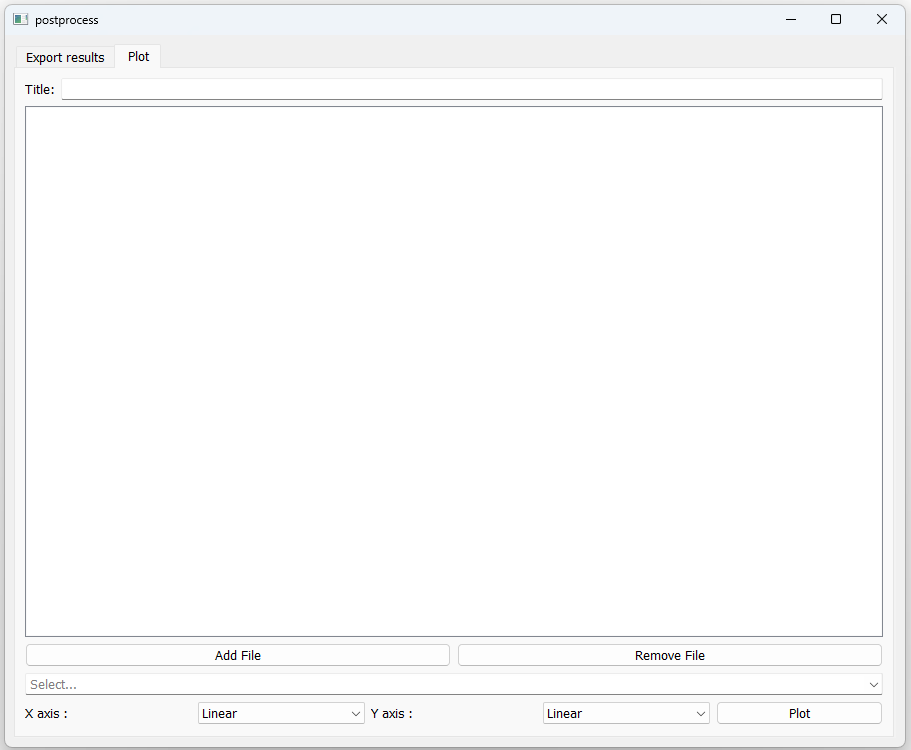 postprocess
Export results Plot
Title:
Add File Remove File
Select...
X axis : Linear Y axis : Linear Plot